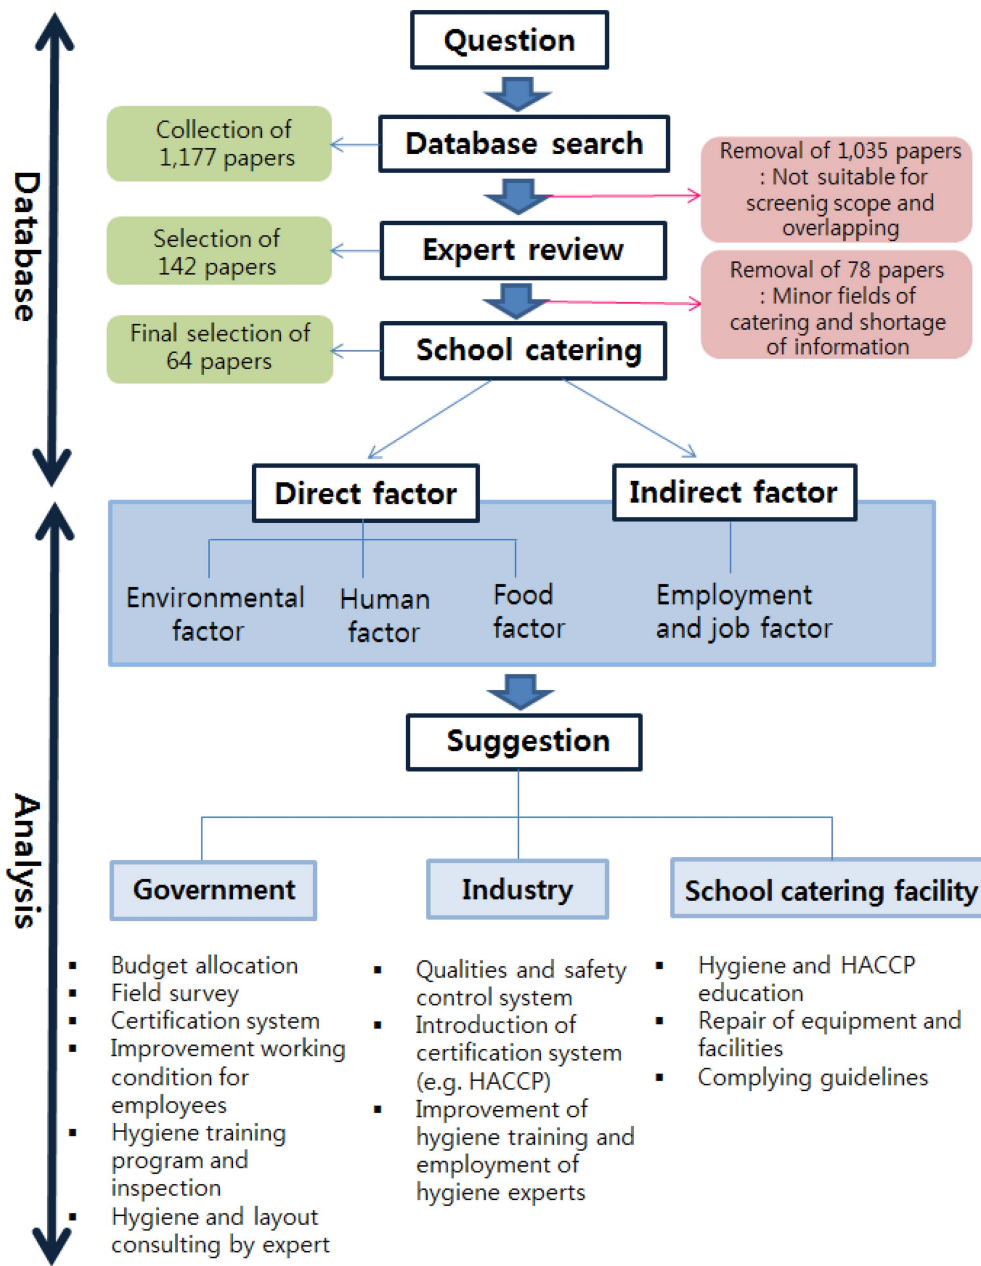 Question
Database search
Collection of
1,177 papers
Removal of 1,035 papers
: Not suitable for
screenig scope and
overlapping
Expert review
Selection of
142 papers
Removal of 78 papers
: Minor fields of
catering and shortage
of information
School catering
Final selection of
64 papers
Database
Direct factor
Indirect factor
Environmental
factor
Human
factor
Food
factor
Employment
and job factor
Suggestion
Analysis
Government
▪ Budget allocation
▪ Field survey
▪ Certification system
▪ Improvement working
condition for
employees
▪ Hygiene training
program and
inspection
▪ Hygiene and layout
consulting by expert
Industry
▪ Qualities and safety
control system
▪ Introduction of
certification system
(e.g. HACCP)
▪ Improvement of
hygiene training and
employment of
hygiene experts
School catering facility
▪ Hygiene and HACCP
education
▪ Repair of equipment and
facilities
▪ Complying guidelines